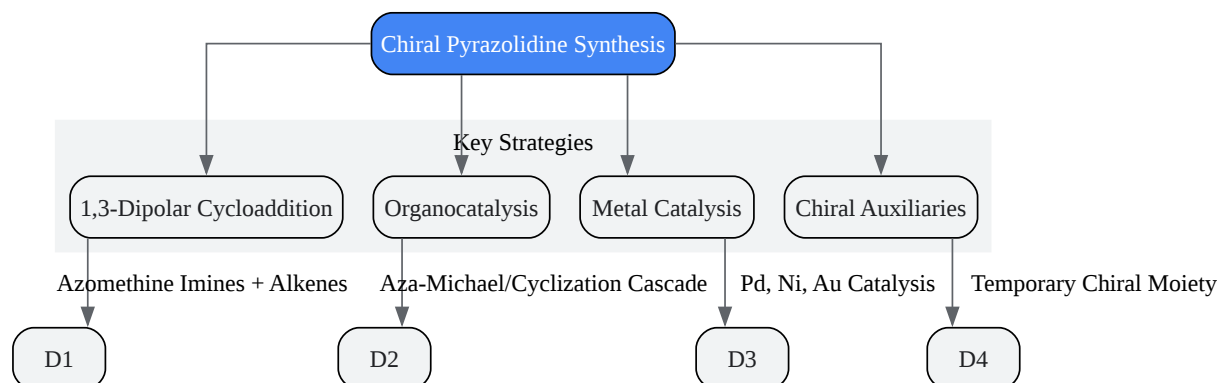 Chiral Pyrazolidine Synthesis
Key Strategies
1,3-Dipolar Cycloaddition
Organocatalysis
Metal Catalysis
Chiral Auxiliaries
Azomethine Imines + Alkenes
Aza-Michael/Cyclization Cascade
Pd, Ni, Au Catalysis
Temporary Chiral Moiety
D1
D2
D3
D4